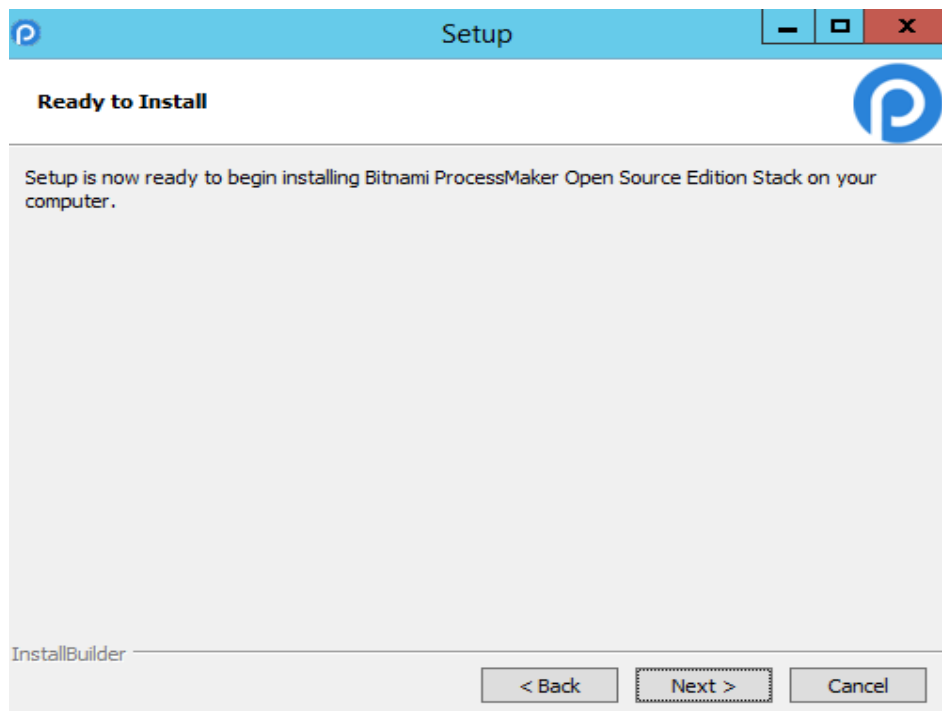 Setup
Ready to Install
Setup is now ready to begin installing Bitnami ProcessMaker Open Source Edition Stack on your
computer.
InstallBuilder
< Back Next > Cancel